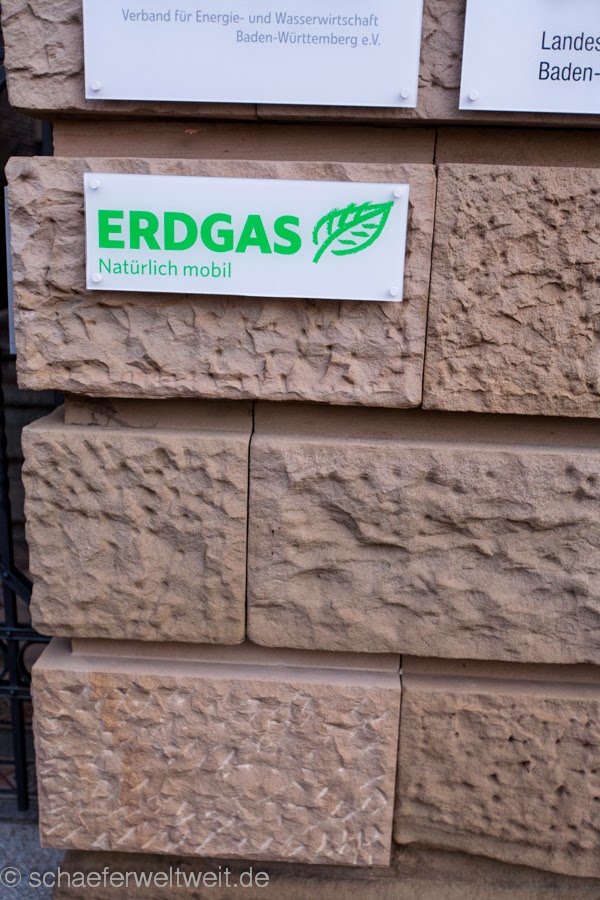 Verband für Energie- und Wasserwirtschaft
Baden-Württemberg e.V.
Landes
Baden-
ERDGAS
Natürlich mobil
© schaeferweltweit.de